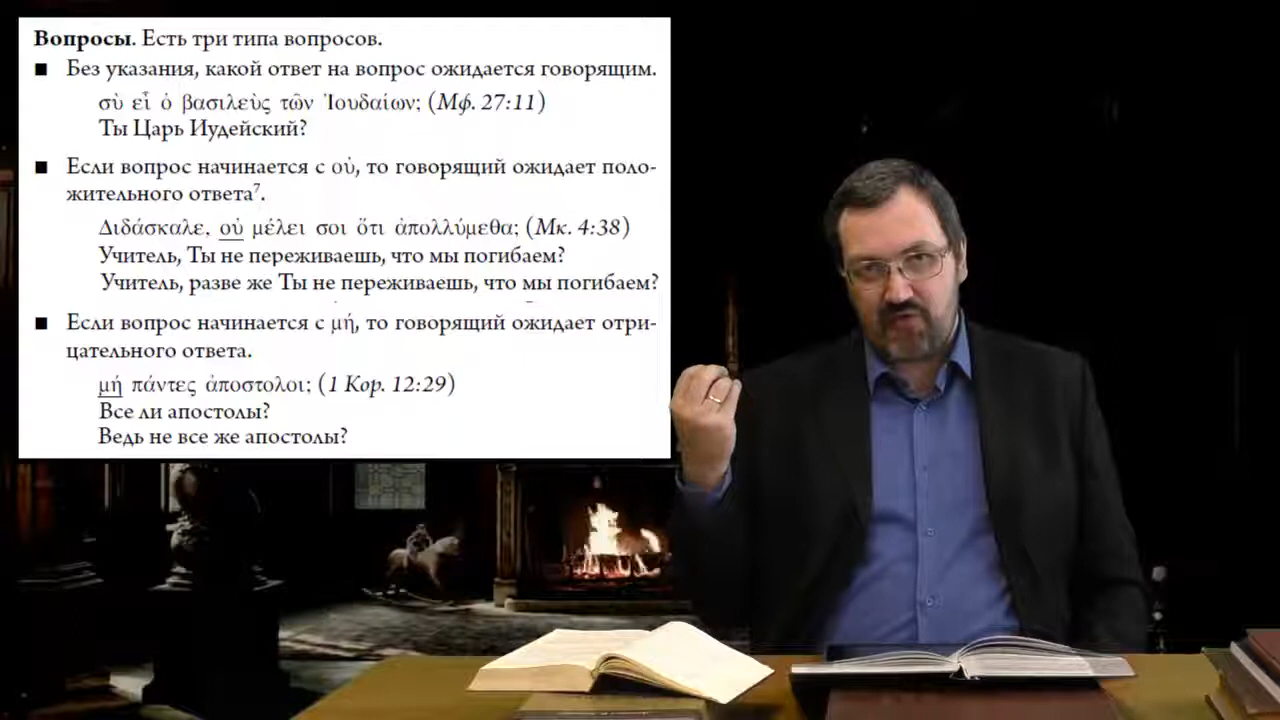 Вопросы. Есть три типа вопросов.
■ Без указания, какой ответ на вопрос ожидается говорящим.
σὺ εἶ ὁ βασιλεὺς τῶν Ἰουδαίων; (Мф. 27:11)
Ты Царь Иудейский?
■ Если вопрос начинается с οὐ, то говорящий ожидает поло-
жительного ответа⁷.
Διδάσκαλε, οὐ μέλει σοι ὅτι ἀπολλύμεθα; (Мк. 4:38)
Учитель, Ты не переживаешь, что мы погибаем?
Учитель, разве же Ты не переживаешь, что мы погибаем?
■ Если вопрос начинается с μή, то говорящий ожидает отри-
цательного ответа.
μὴ πάντες ἀπόστολοι; (1 Кор. 12:29)
Все ли апостолы?
Ведь не все же апостолы?